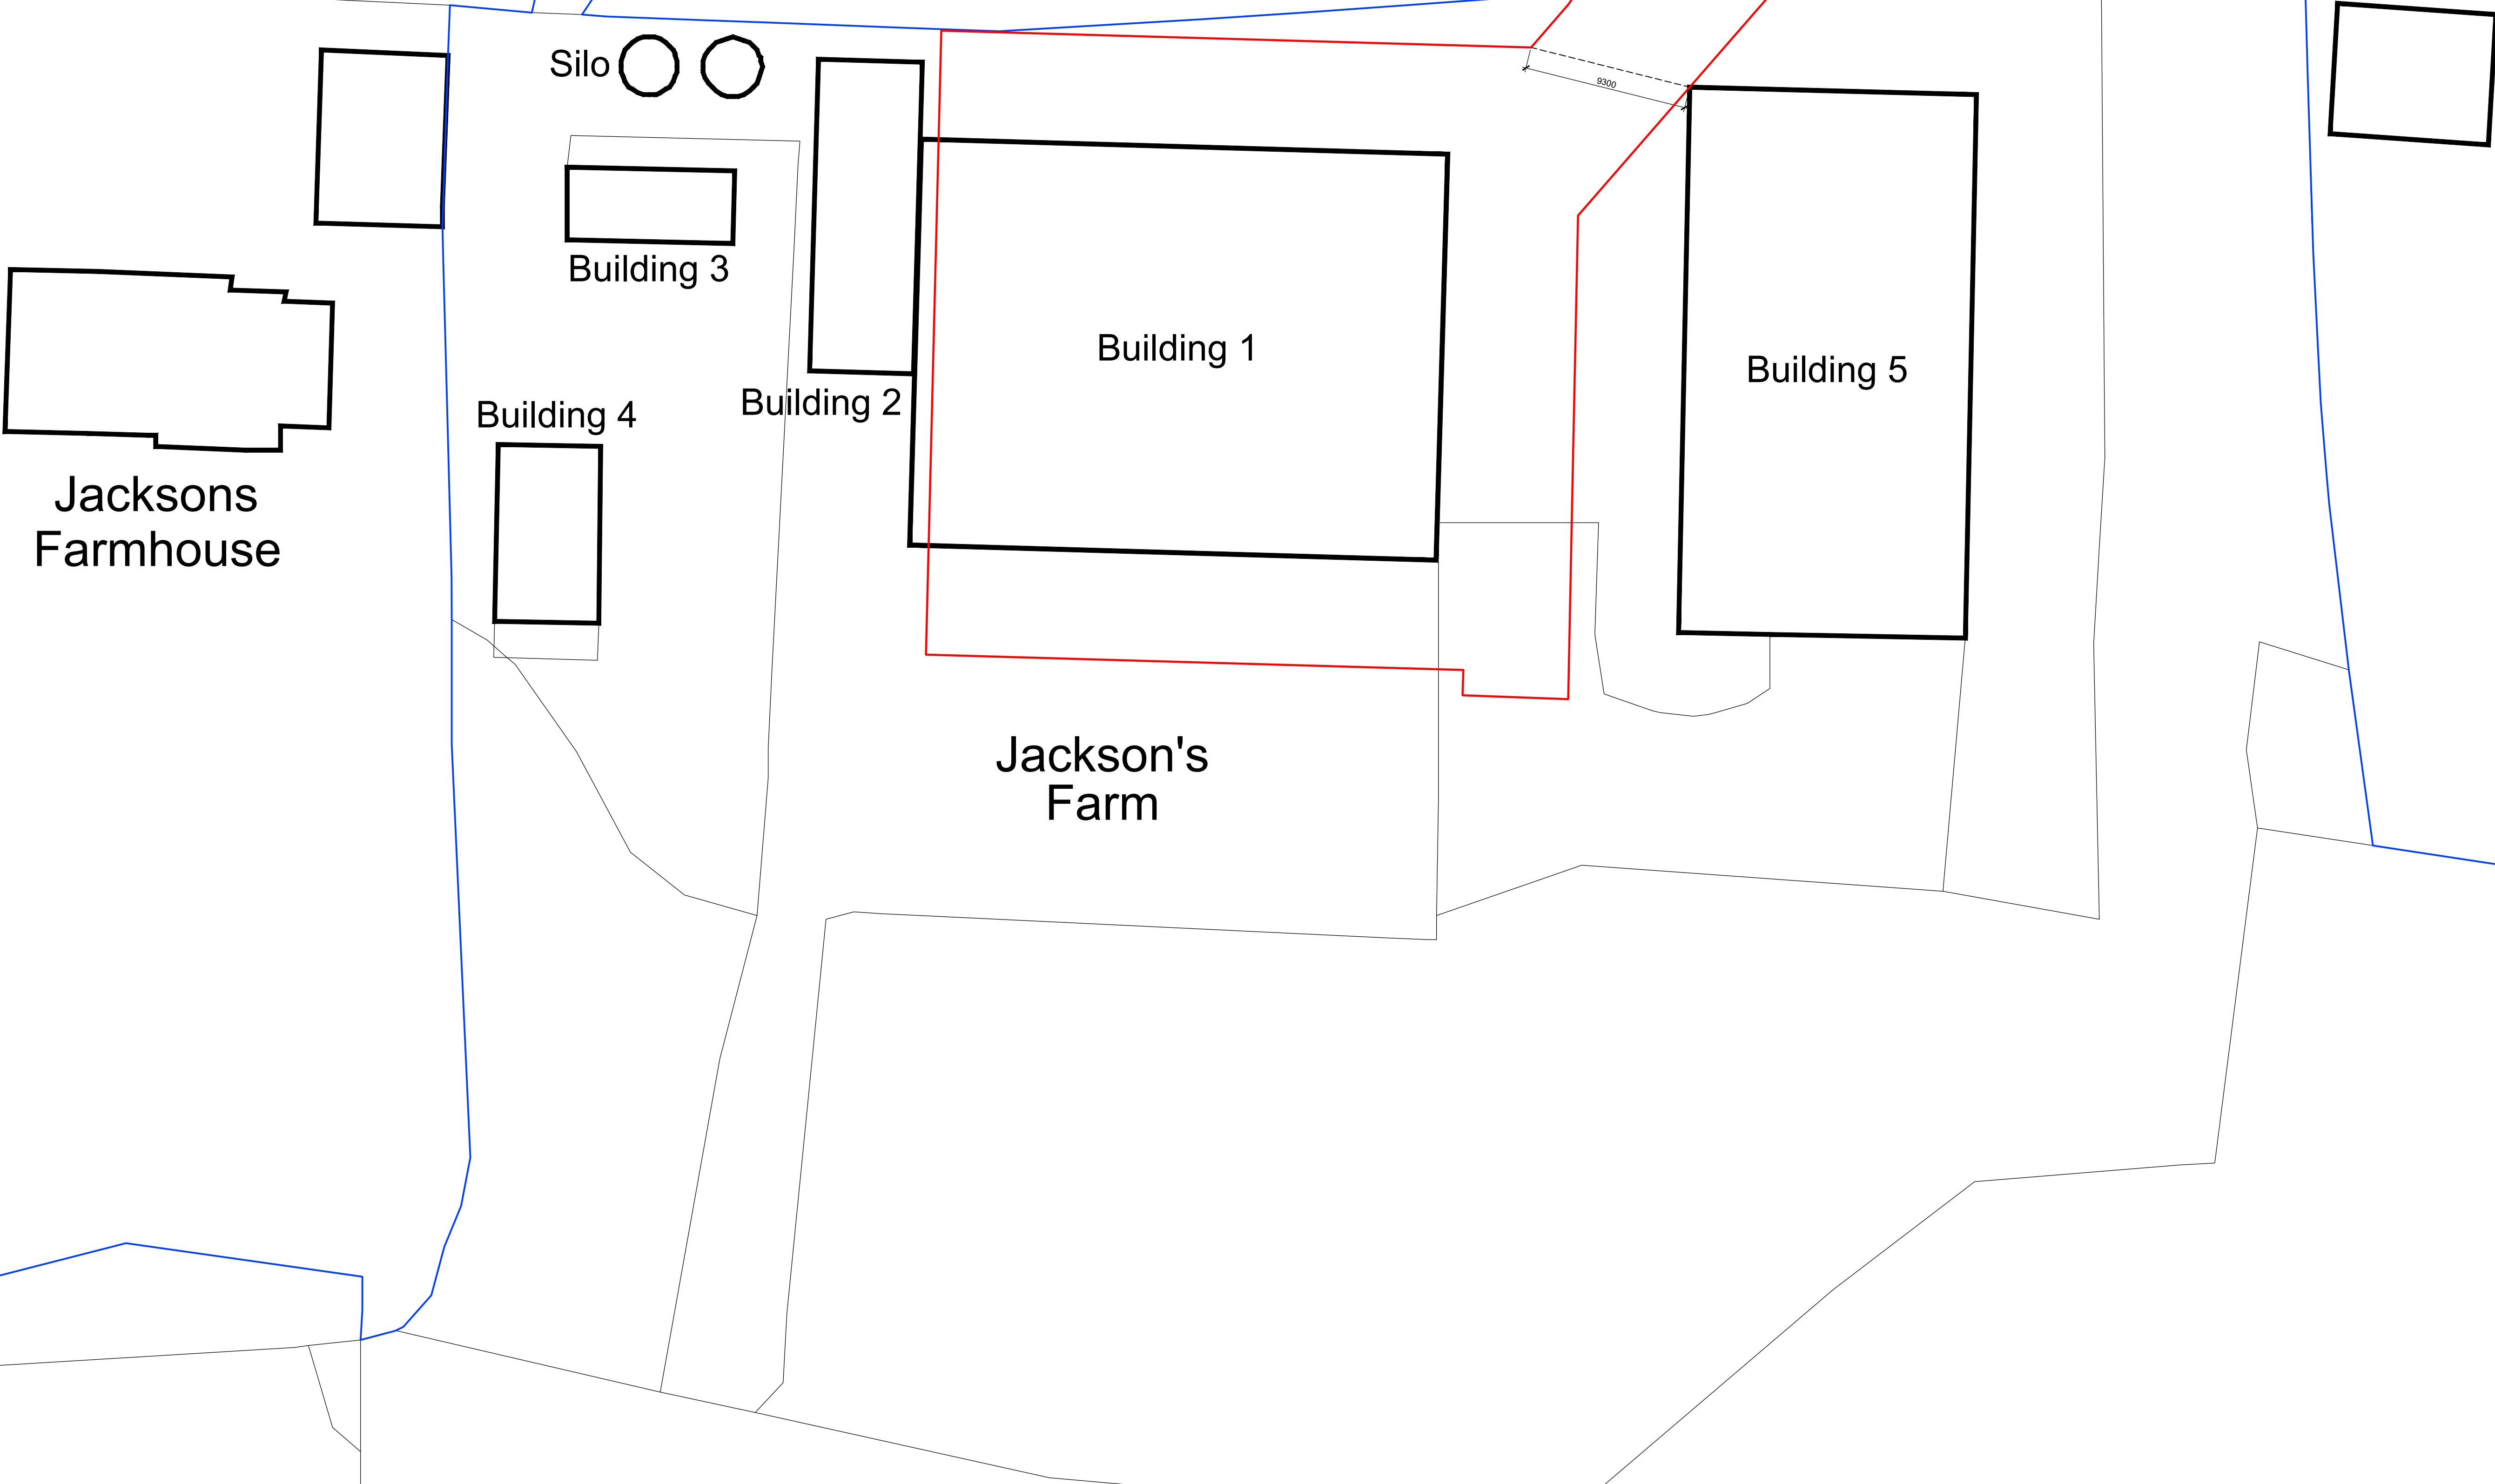 Silo
9300
Building 3
Building 1
Building 5
Building 2
Building 4
Jacksons
Farmhouse
Jackson's
Farm